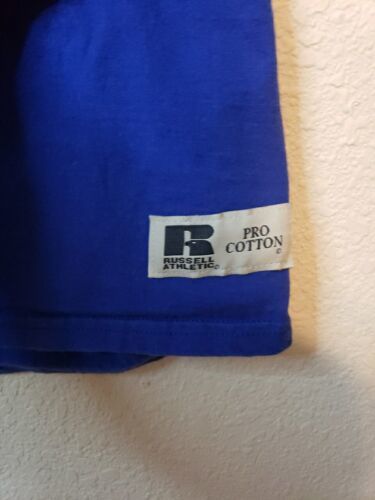 R
RUSSELL
ATHLETIC©
PRO
COTTON
©